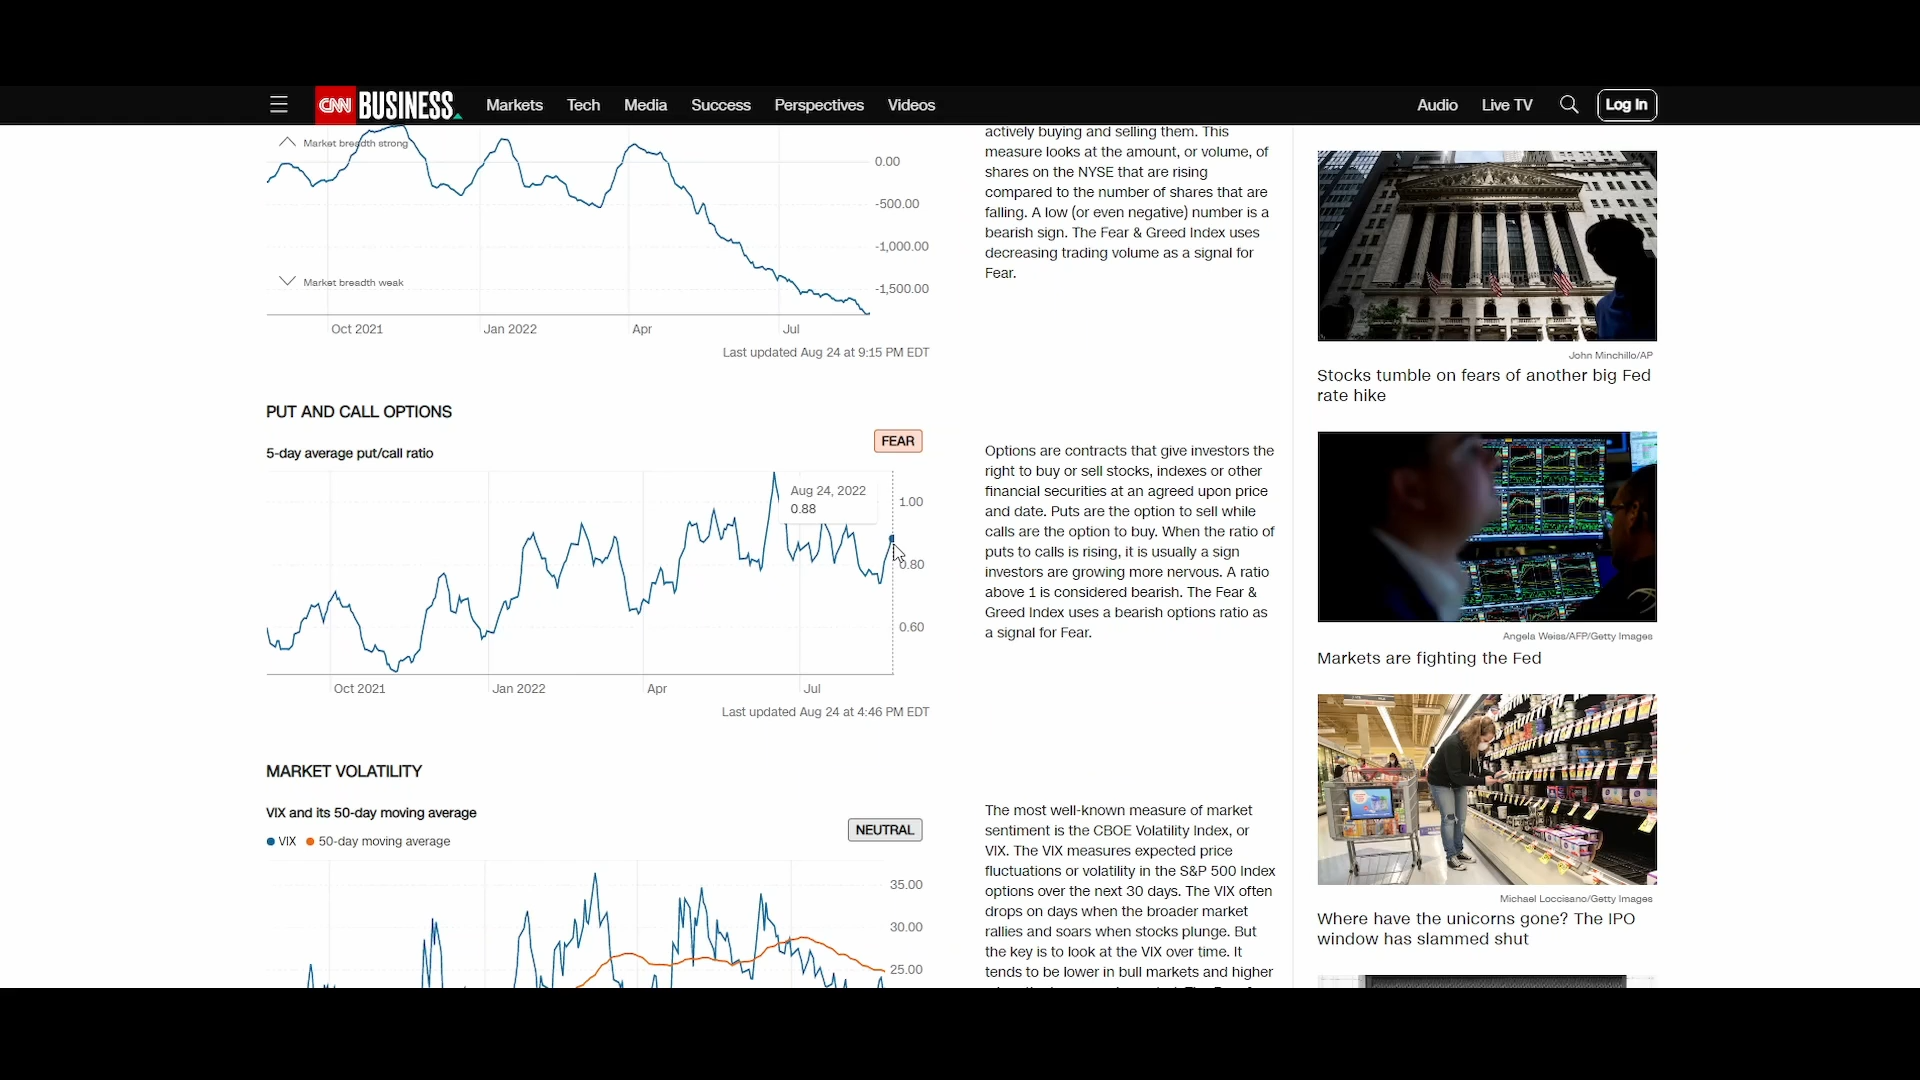 CNN BUSINESS Markets Tech Media Success Perspectives Videos Audio Live TV Log In
Market breadth strong
0.00
-500.00
-1,000.00
-1,500.00
Market breadth weak
Oct 2021 Jan 2022 Apr Jul
Last updated Aug 24 at 9:15 PM EDT
actively buying and selling them. This
measure looks at the amount, or volume, of
shares on the NYSE that are rising
compared to the number of shares that are
falling. A low (or even negative) number is a
bearish sign. The Fear & Greed Index uses
decreasing trading volume as a signal for
Fear.
PUT AND CALL OPTIONS
FEAR
5-day average put/call ratio
Aug 24, 2022
0.88
1.00
0.80
0.60
Oct 2021 Jan 2022 Apr Jul
Last updated Aug 24 at 4:46 PM EDT
Options are contracts that give investors the
right to buy or sell stocks, indexes or other
financial securities at an agreed upon price
and date. Puts are the option to sell while
calls are the option to buy. When the ratio of
puts to calls is rising, it is usually a sign
investors are growing more nervous. A ratio
above 1 is considered bearish. The Fear &
Greed Index uses a bearish options ratio as
a signal for Fear.
MARKET VOLATILITY
VIX and its 50-day moving average
NEUTRAL
VIX 50-day moving average
35.00
30.00
25.00
The most well-known measure of market
sentiment is the CBOE Volatility Index, or
VIX. The VIX measures expected price
fluctuations or volatility in the S&P 500 Index
options over the next 30 days. The VIX often
drops on days when the broader market
rallies and soars when stocks plunge. But
the key is to look at the VIX over time. It
tends to be lower in bull markets and higher
John Minchillo/AP
Stocks tumble on fears of another big Fed
rate hike
Angela Weiss/AFP/Getty Images
Markets are fighting the Fed
Michael Loccisano/Getty Images
Where have the unicorns gone? The IPO
window has slammed shut